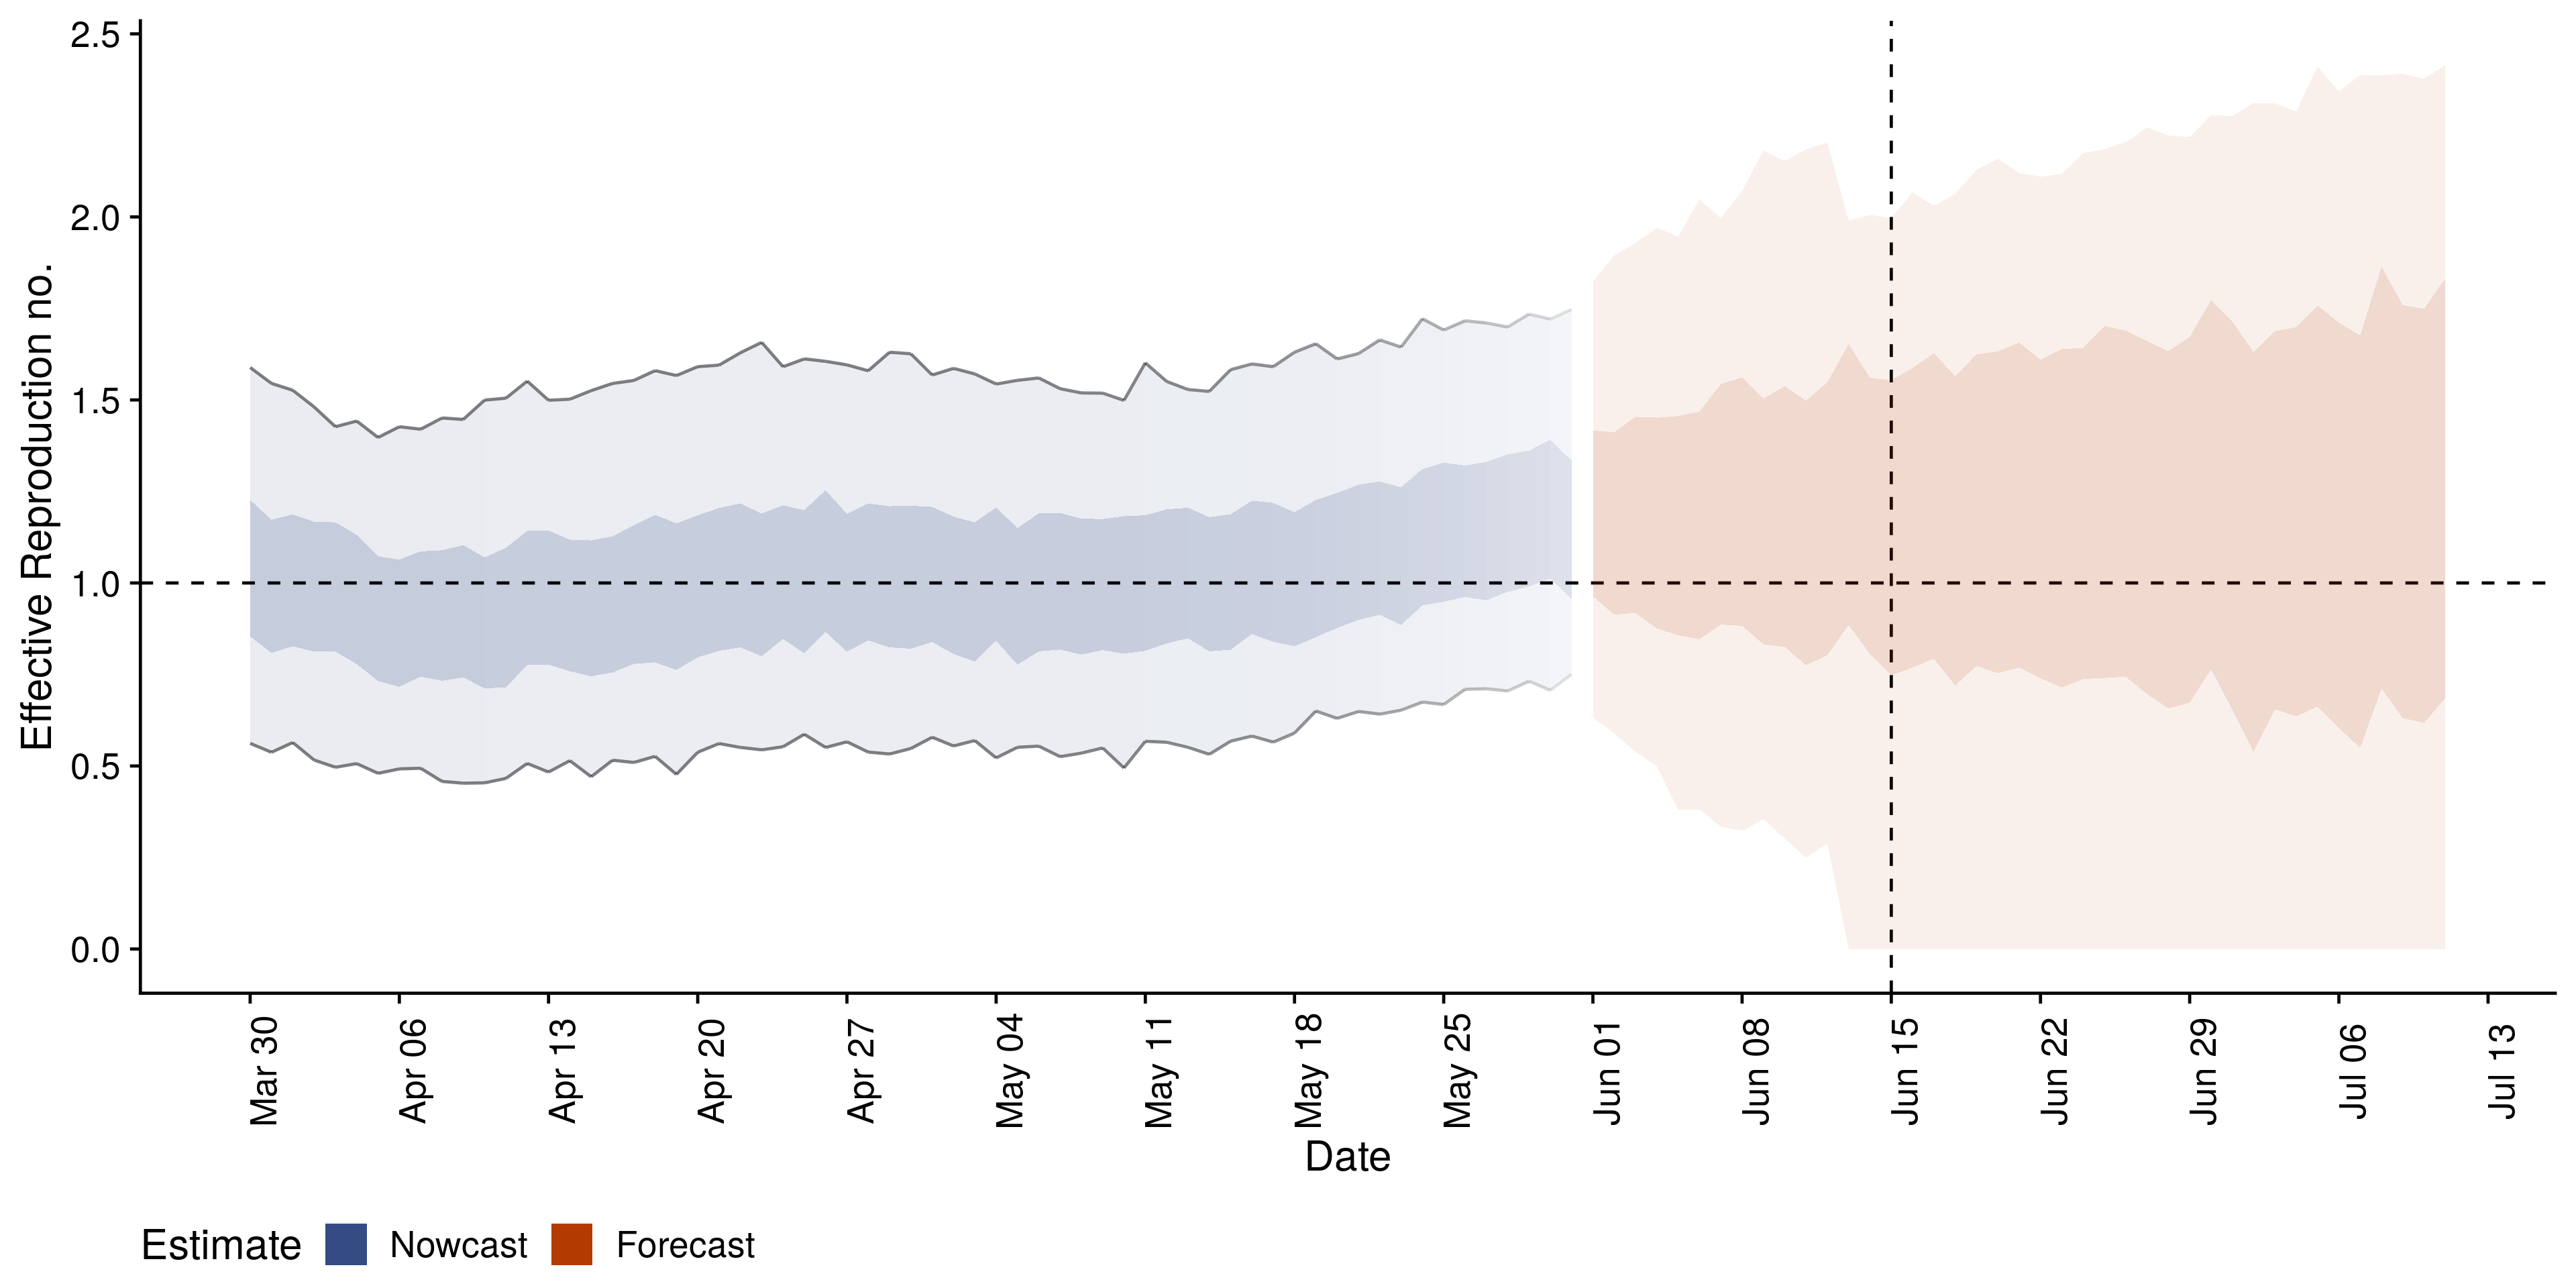 Effective Reproduction no.
2.5
2.0
1.5
1.0
0.5
0.0
Mar 30
Apr 06
Apr 13
Apr 20
Apr 27
May 04
May 11
May 18
May 25
Jun 01
Jun 08
Jun 15
Jun 22
Jun 29
Jul 06
Jul 13
Date
Estimate Nowcast Forecast